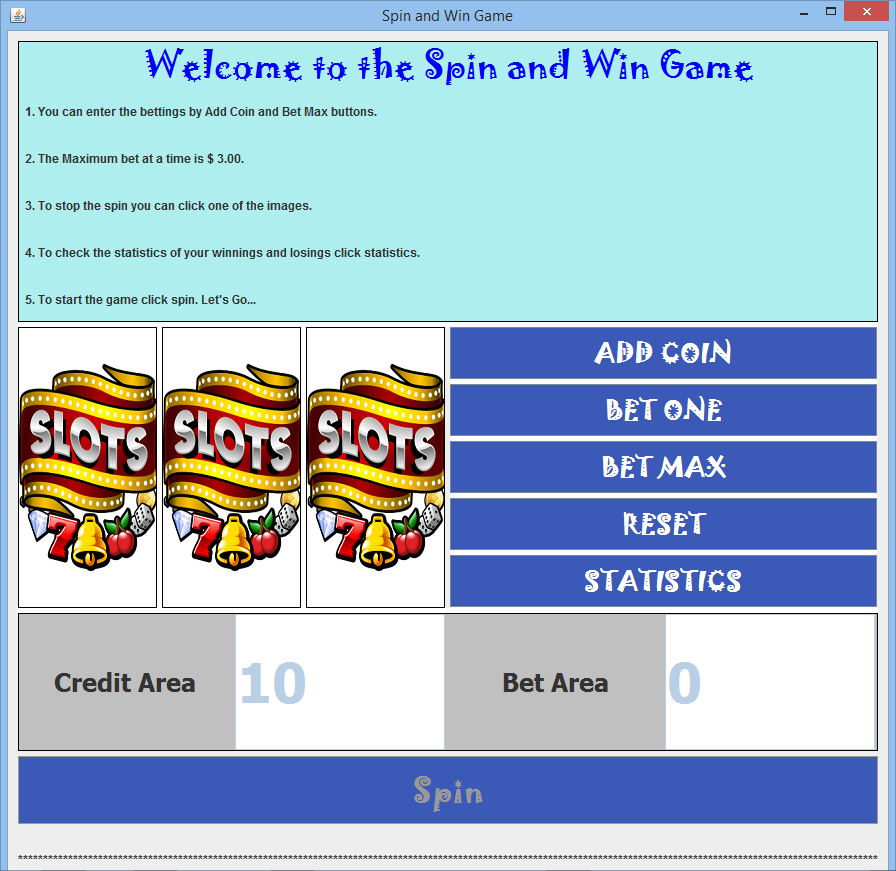 Spin and Win Game
Welcome to the Spin and Win Game
1. You can enter the bettings by Add Coin and Bet Max buttons.
2. The Maximum bet at a time is $ 3.00.
3. To stop the spin you can click one of the images.
4. To check the statistics of your winnings and losings click statistics.
5. To start the game click spin. Let's Go...
SLOTS SLOTS SLOTS
7 7 7
ADD COIN
BET ONE
BET MAX
RESET
STATISTICS
Credit Area 10 Bet Area 0
Spin